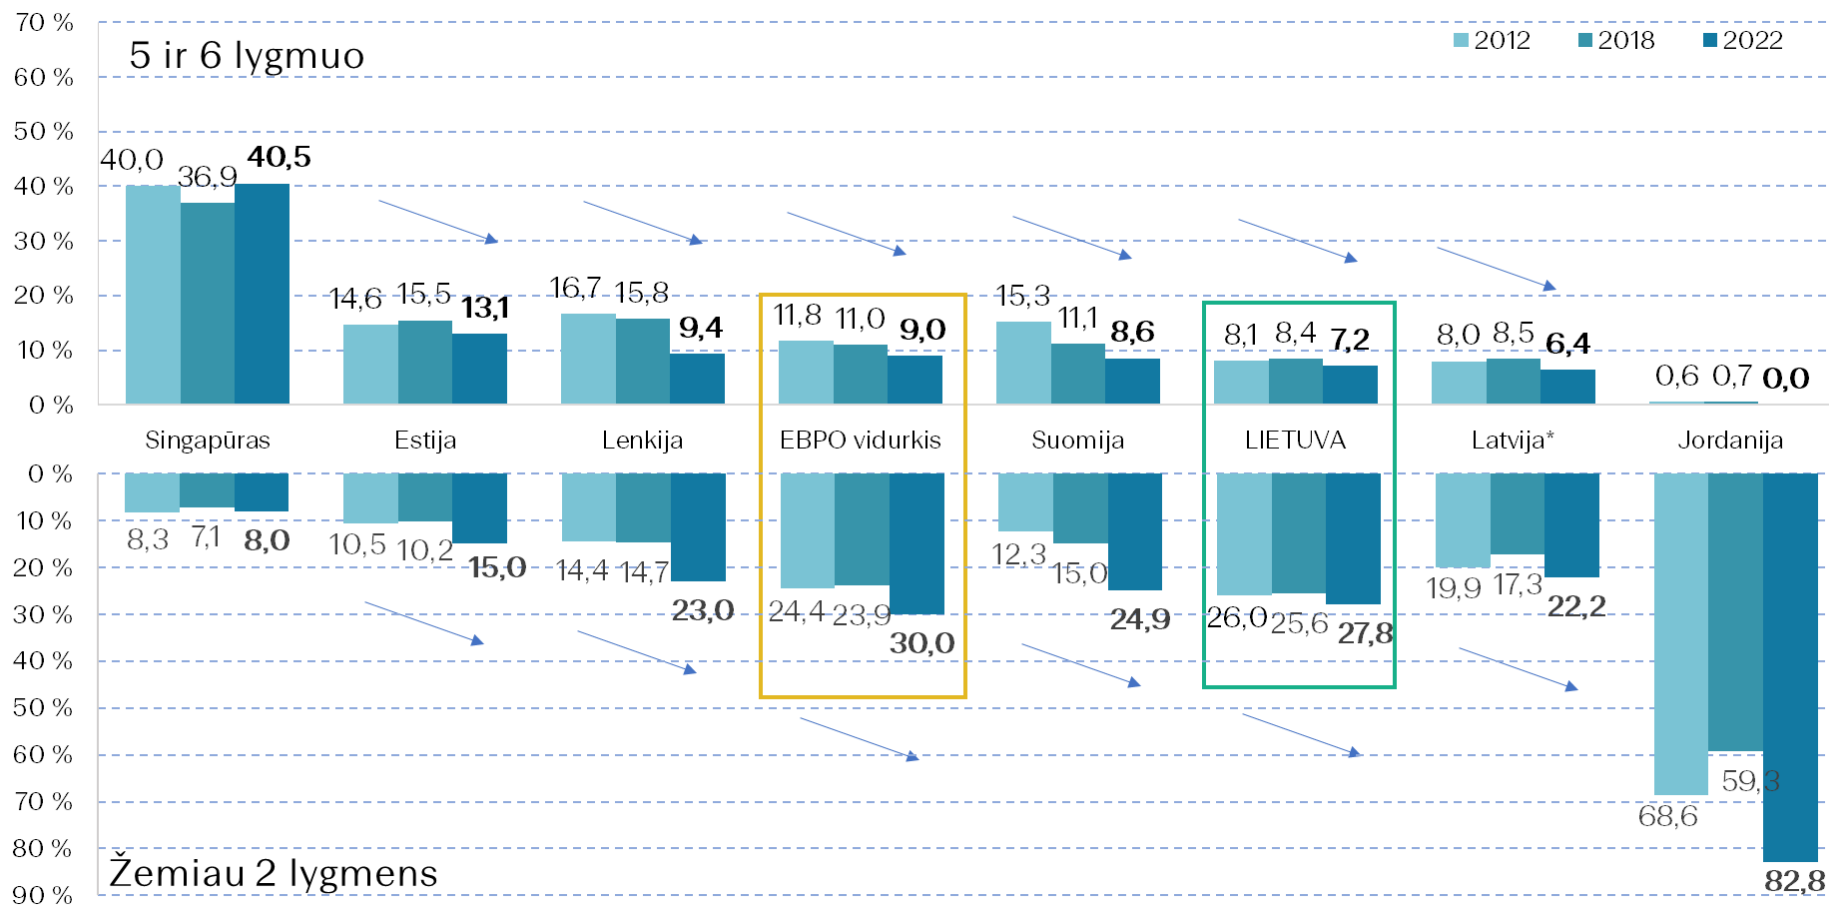 70 %
5 ir 6 lygmuo
2012 2018 2022
60 %
50 %
40,0 36,9 40,5
40 %
30 %
20 %
14,6 15,5 13,1
16,7 15,8 9,4
11,8 11,0 9,0
15,3 11,1 8,6
8,1 8,4 7,2
8,0 8,5 6,4
0,6 0,7 0,0
10 %
0 %
Singapūras Estija Lenkija EBPO vidurkis Suomija LIETUVA Latvija* Jordanija
0 %
10 %
8,3 7,1 8,0
10,5 10,2 15,0
14,4 14,7 23,0
24,4 23,9 30,0
12,3 15,0 24,9
26,0 25,6 27,8
19,9 17,3 22,2
68,6 59,3 82,8
20 %
30 %
40 %
50 %
60 %
70 %
80 %
Žemiau 2 lygmens
90 %